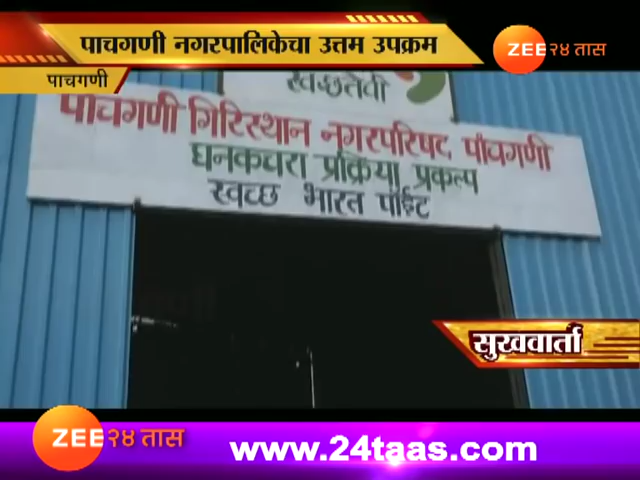 पाचगणी नगरपालिकेचा उत्तम उपक्रम
ZEE २४ तास
पाचगणी
स्वच्छतेची
पाचगणी गिरिस्थान नगरपरिषद पाँचगणी
घनकचरा प्रक्रिया प्रकल्प
स्वच्छ भारत पॉईंट
सुखवार्ता
ZEE २४ तास
www.24taas.com